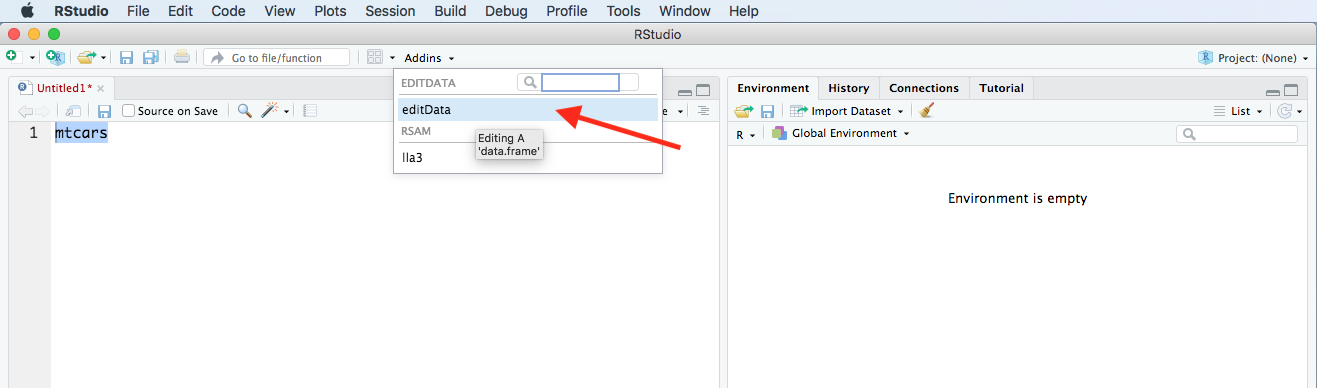 RStudio File Edit Code View Plots Session Build Debug Profile Tools Window Help
RStudio
Go to file/function Addins Project: (None)
Untitled1*
Source on Save
1 mtcars
EDITDATA
editData
RSAM
lla3
Editing A
'data.frame'
Environment History Connections Tutorial
Import Dataset List
R Global Environment
Environment is empty